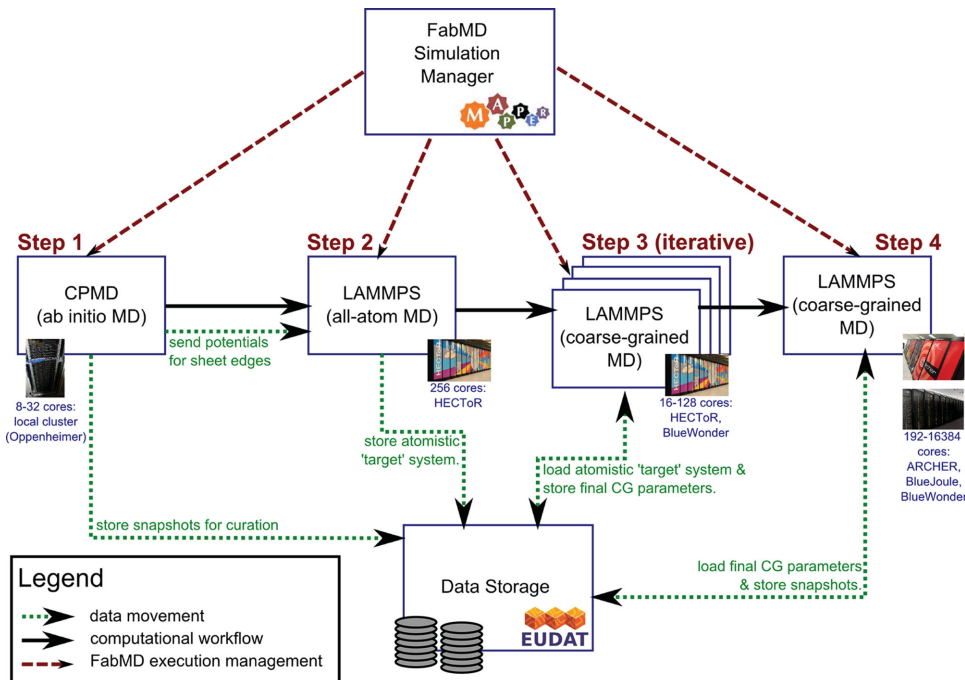 FabMD
Simulation
Manager
MAPPER
Step 1
Step 2
Step 3 (iterative)
Step 4
CPMD
(ab initio MD)
LAMMPS
(all-atom MD)
LAMMPS
(coarse-grained
MD)
LAMMPS
(coarse-grained
MD)
send potentials
for sheet edges
8-32 cores:
local cluster
(Oppenheimer)
256 cores:
HECToR
16-128 cores:
HECToR,
BlueWonder
192-16384
cores:
ARCHER,
BlueJoule,
BlueWonder
store atomistic
'target' system.
load atomistic 'target' system &
store final CG parameters.
store snapshots for curation
load final CG parameters
& store snapshots.
Data Storage
EUDAT
Legend
data movement
computational workflow
FabMD execution management